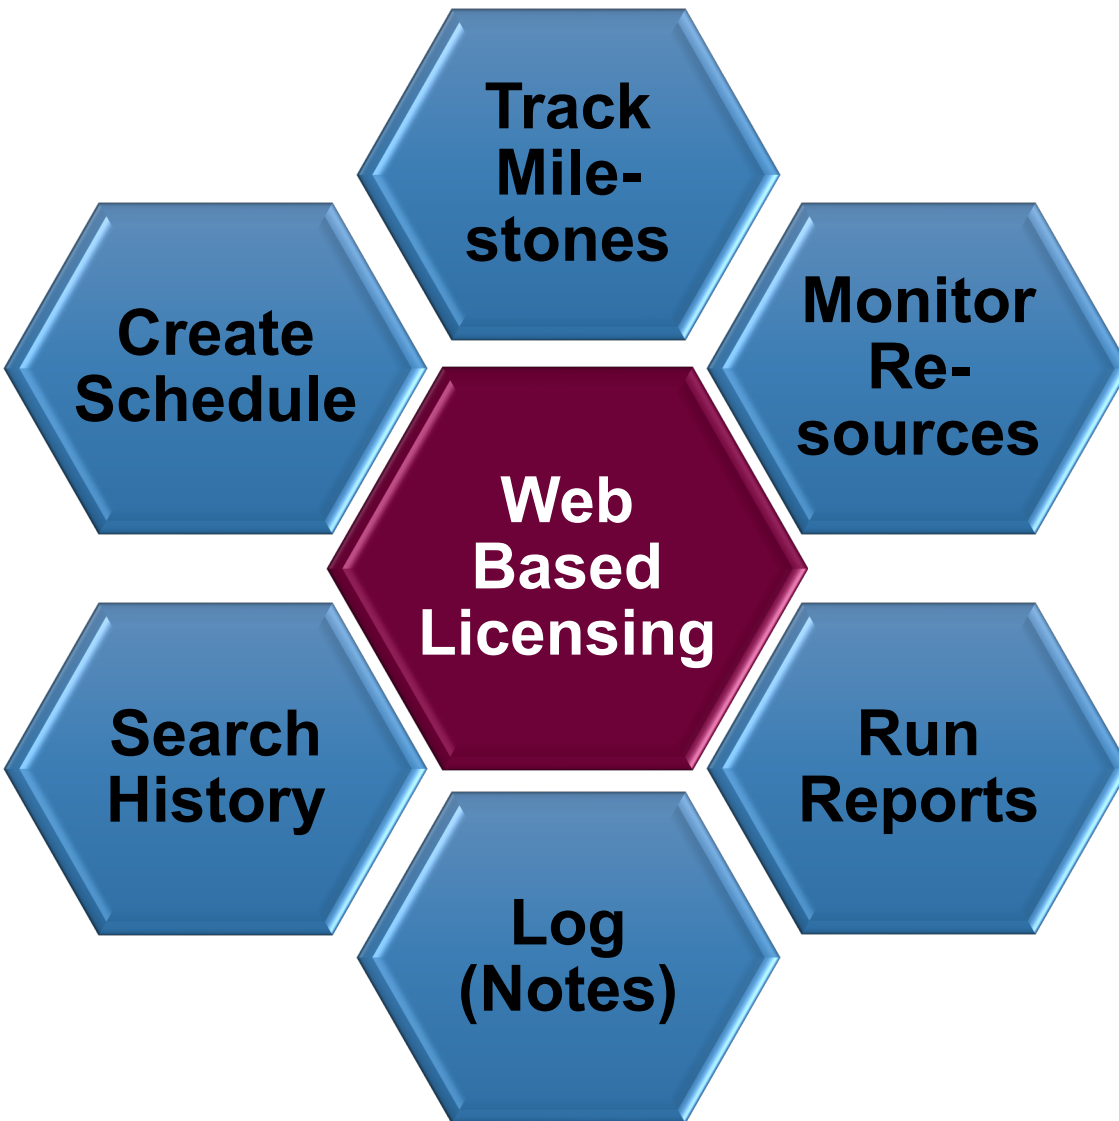 Track
Mile-
stones
Monitor
Re-
sources
Create
Schedule
Web
Based
Licensing
Search
History
Run
Reports
Log
(Notes)